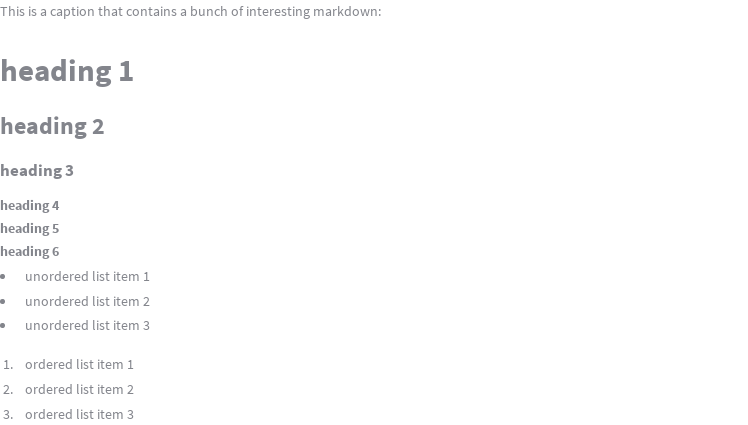 This is a caption that contains a bunch of interesting markdown:
heading 1
heading 2
heading 3
heading 4
heading 5
heading 6
• unordered list item 1
• unordered list item 2
• unordered list item 3
1. ordered list item 1
2. ordered list item 2
3. ordered list item 3